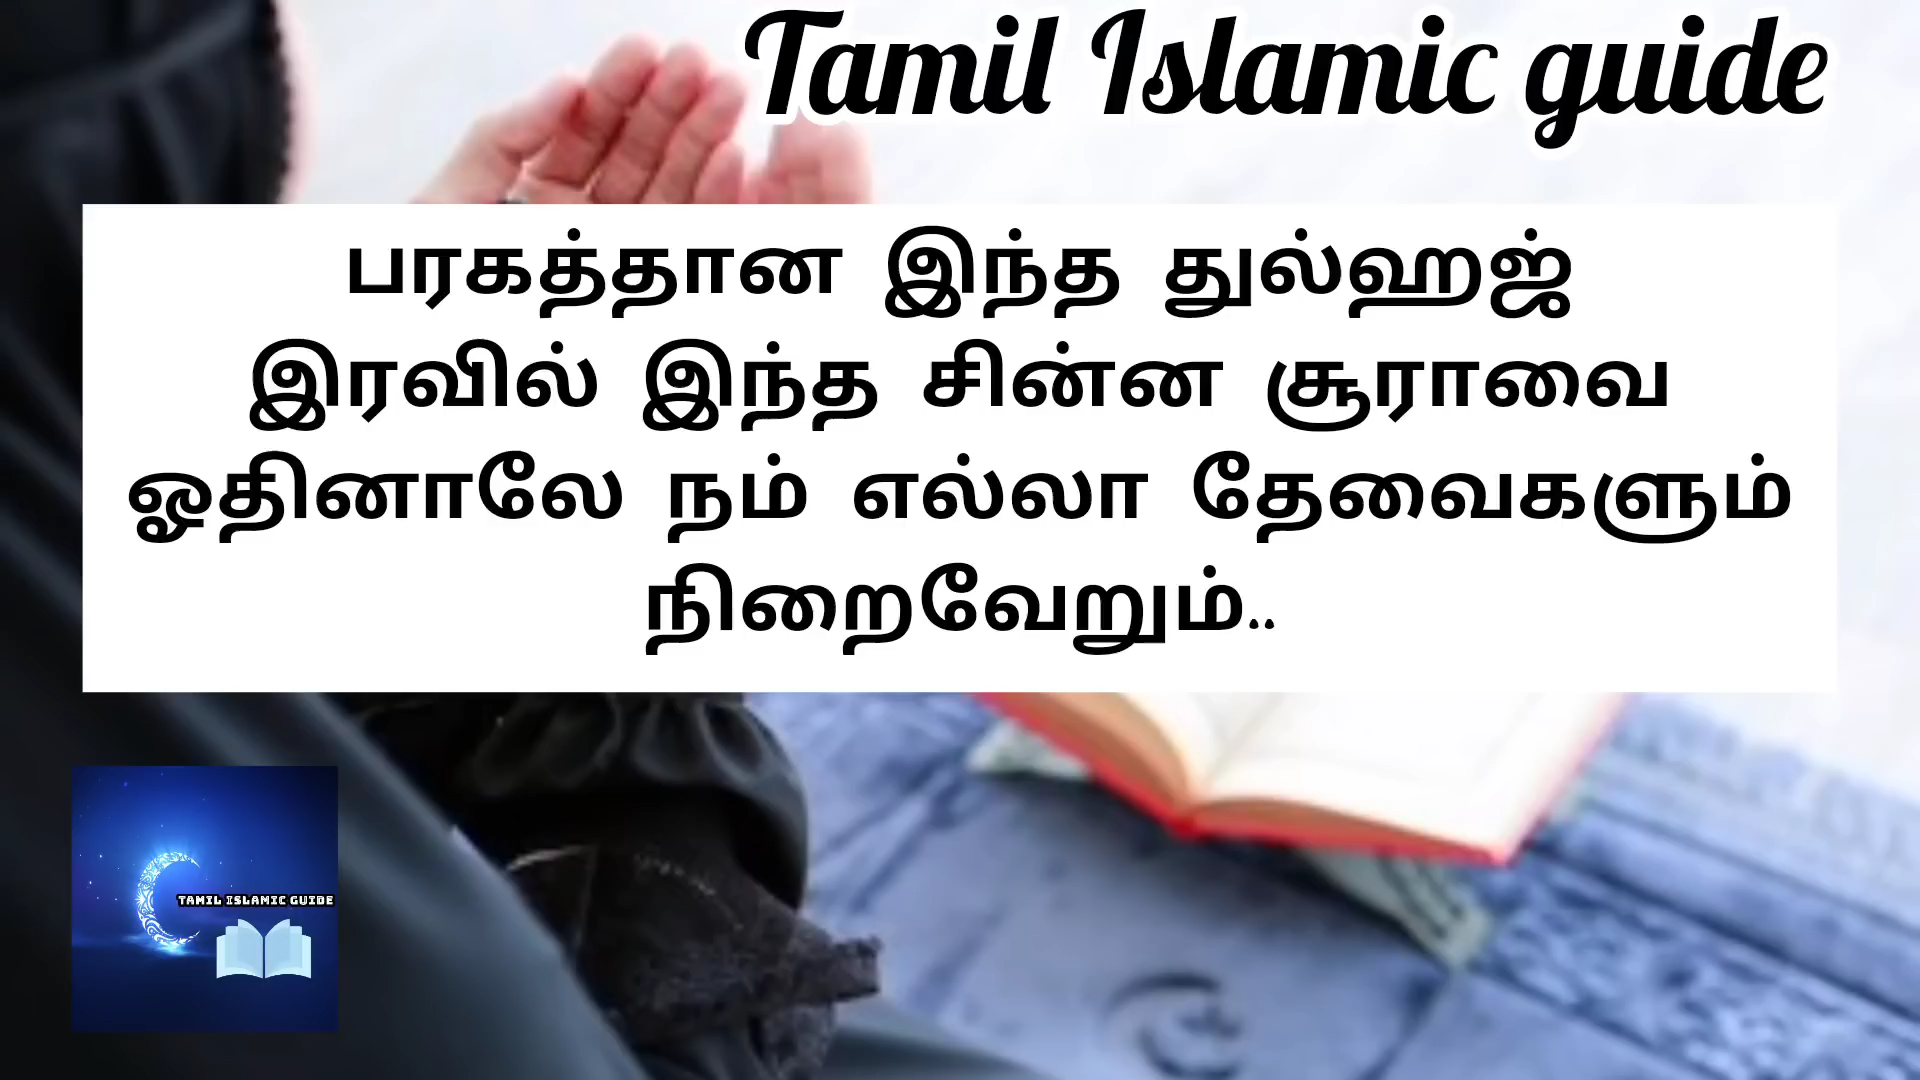 Tamil Islamic guide
பரகத்தான இந்த துல்ஹஜ்
இரவில் இந்த சின்ன சூராவை
ஓதினாலே நம் எல்லா தேவைகளும்
நிறைவேறும்..
TAMIL ISLAMIC GUIDE